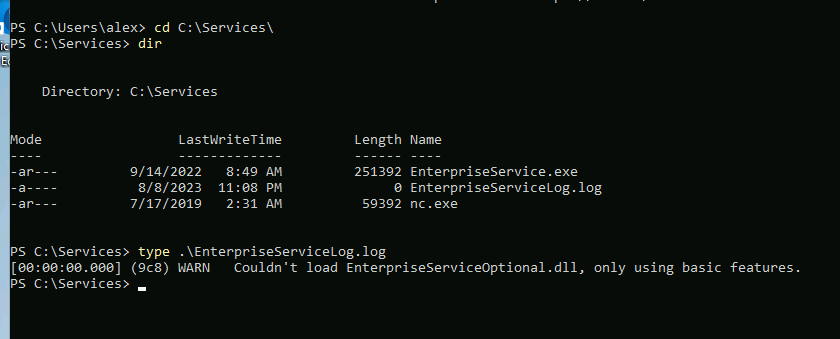 PS C:\Users\alex> cd C:\Services\
PS C:\Services> dir
Directory: C:\Services
Mode LastWriteTime Length Name
---- ------------- ------ ----
-ar--- 9/14/2022 8:49 AM 251392 EnterpriseService.exe
-a---- 8/8/2023 11:08 PM 0 EnterpriseServiceLog.log
-ar--- 7/17/2019 2:31 AM 59392 nc.exe
PS C:\Services> type .\EnterpriseServiceLog.log
[00:00:00.000] (9c8) WARN Couldn't load EnterpriseServiceOptional.dll, only using basic features.
PS C:\Services>